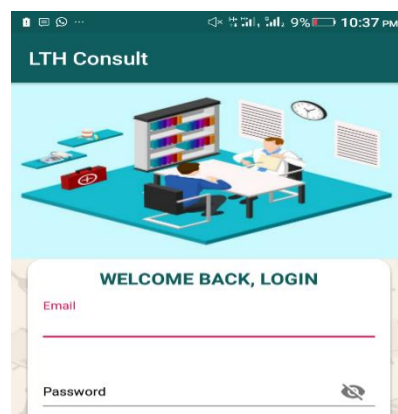 9% 10:37 PM
LTH Consult
WELCOME BACK, LOGIN
Email
Password